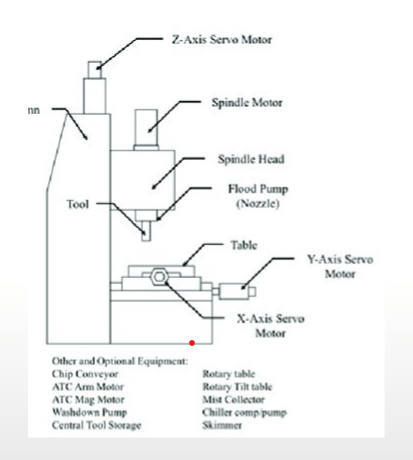 Z-Axis Servo Motor
nn
Spindle Motor
Spindle Head
Flood Pump
(Nozzle)
Tool
Table
Y-Axis Servo
Motor
X-Axis Servo
Motor
Other and Optional Equipment:
Chip Conveyor Rotary table
ATC Arm Motor Rotary Tilt table
ATC Mag Motor Mist Collector
Washdown Pump Chiller comp/pump
Central Tool Storage Skimmer